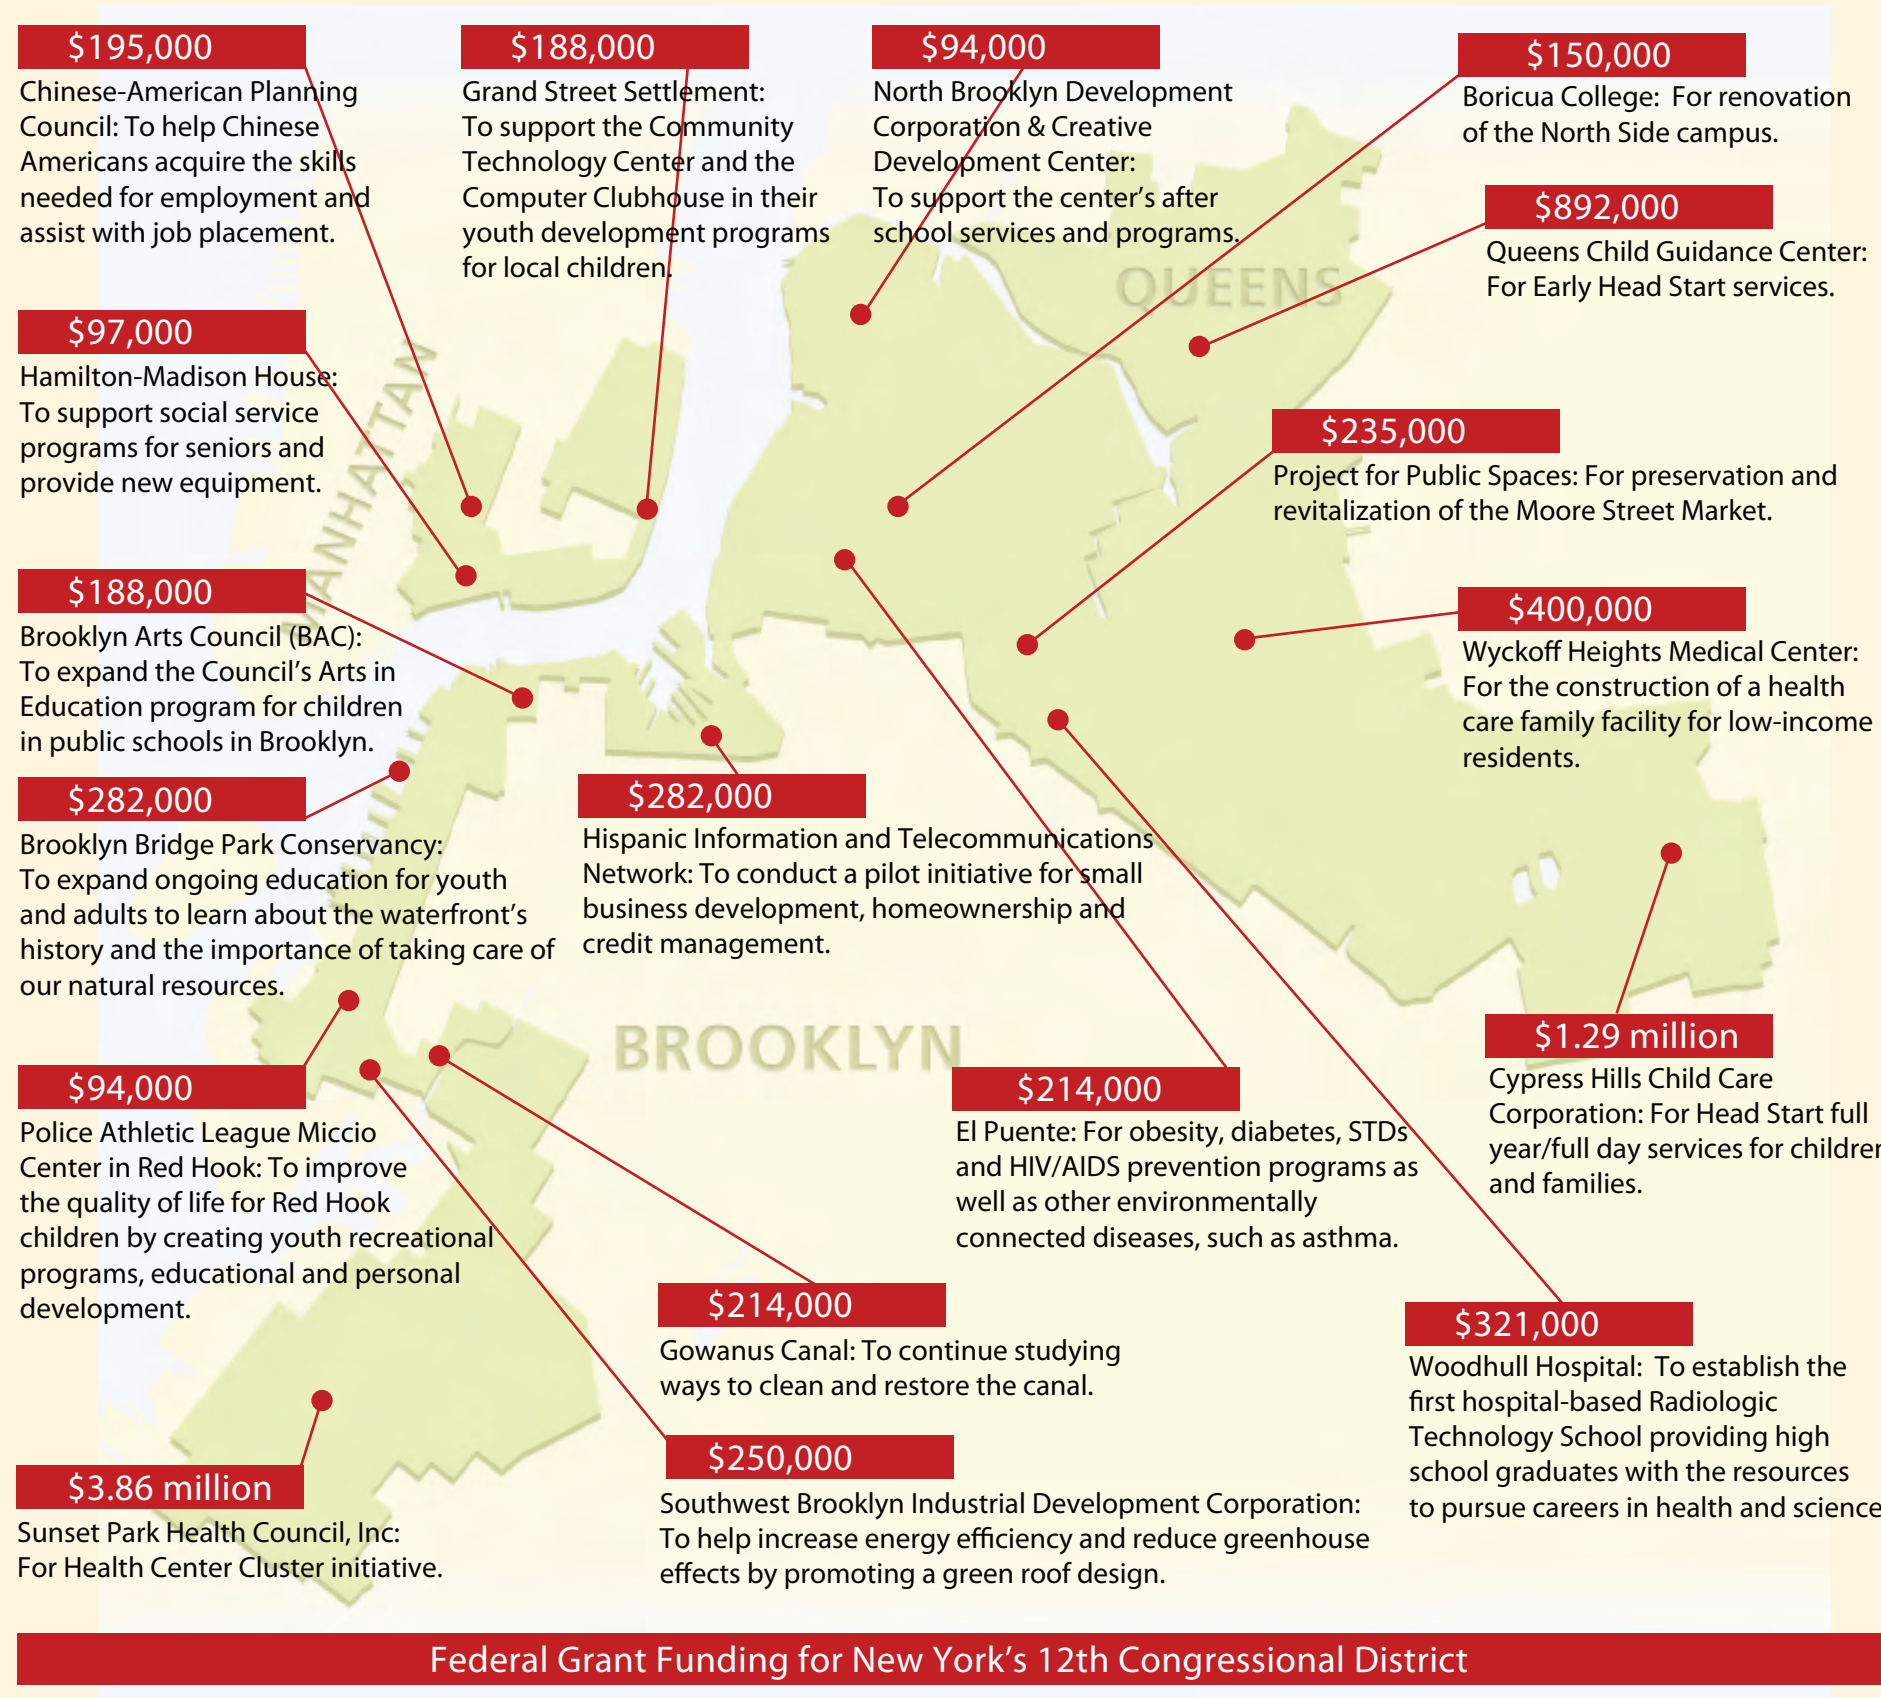 $195,000
Chinese-American Planning
Council: To help Chinese
Americans acquire the skills
needed for employment and
assist with job placement.
$188,000
Grand Street Settlement:
To support the Community
Technology Center and the
Computer Clubhouse in their
youth development programs
for local children.
$94,000
North Brooklyn Development
Corporation & Creative
Development Center:
To support the center’s after
school services and programs.
$150,000
Boricua College: For renovation
of the North Side campus.
$892,000
Queens Child Guidance Center:
For Early Head Start services.
QUEENS
$97,000
Hamilton-Madison House:
To support social service
programs for seniors and
provide new equipment.
MANHATTAN
$235,000
Project for Public Spaces: For preservation and
revitalization of the Moore Street Market.
$188,000
Brooklyn Arts Council (BAC):
To expand the Council’s Arts in
Education program for children
in public schools in Brooklyn.
$400,000
Wyckoff Heights Medical Center:
For the construction of a health
care family facility for low-income
residents.
$282,000
Brooklyn Bridge Park Conservancy:
To expand ongoing education for youth
and adults to learn about the waterfront’s
history and the importance of taking care of
our natural resources.
$282,000
Hispanic Information and Telecommunications
Network: To conduct a pilot initiative for small
business development, homeownership and
credit management.
BROOKLYN
$94,000
Police Athletic League Miccio
Center in Red Hook: To improve
the quality of life for Red Hook
children by creating youth recreational
programs, educational and personal
development.
$214,000
El Puente: For obesity, diabetes, STDs
and HIV/AIDS prevention programs as
well as other environmentally
connected diseases, such as asthma.
$1.29 million
Cypress Hills Child Care
Corporation: For Head Start full
year/full day services for children
and families.
$214,000
Gowanus Canal: To continue studying
ways to clean and restore the canal.
$321,000
Woodhull Hospital: To establish the
first hospital-based Radiologic
Technology School providing high
school graduates with the resources
to pursue careers in health and science
$250,000
Southwest Brooklyn Industrial Development Corporation:
To help increase energy efficiency and reduce greenhouse
effects by promoting a green roof design.
$3.86 million
Sunset Park Health Council, Inc:
For Health Center Cluster initiative.
Federal Grant Funding for New York’s 12th Congressional District